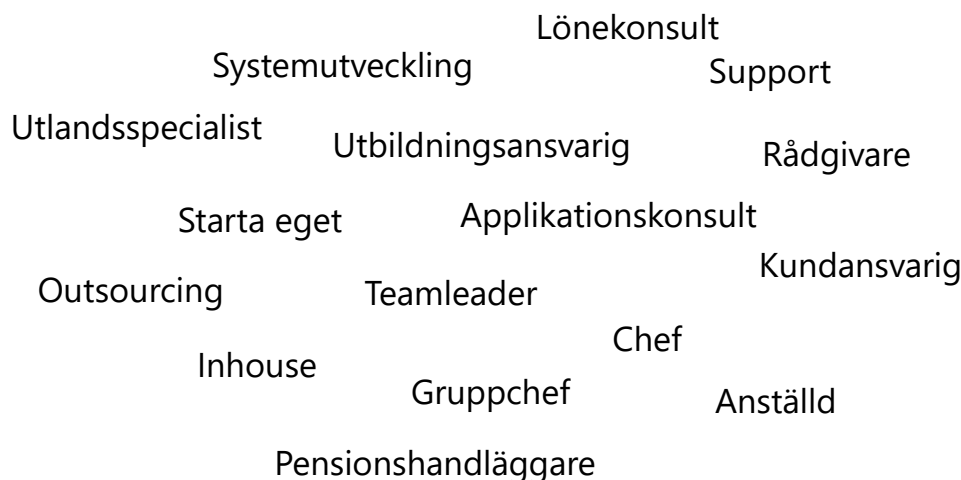 Lönekonsult
Systemutveckling
Support
Utlandsspecialist
Utbildningsansvarig
Rådgivare
Starta eget
Applikationskonsult
Kundansvarig
Outsourcing
Teamleader
Chef
Inhouse
Gruppchef
Anställd
Pensionshandläggare